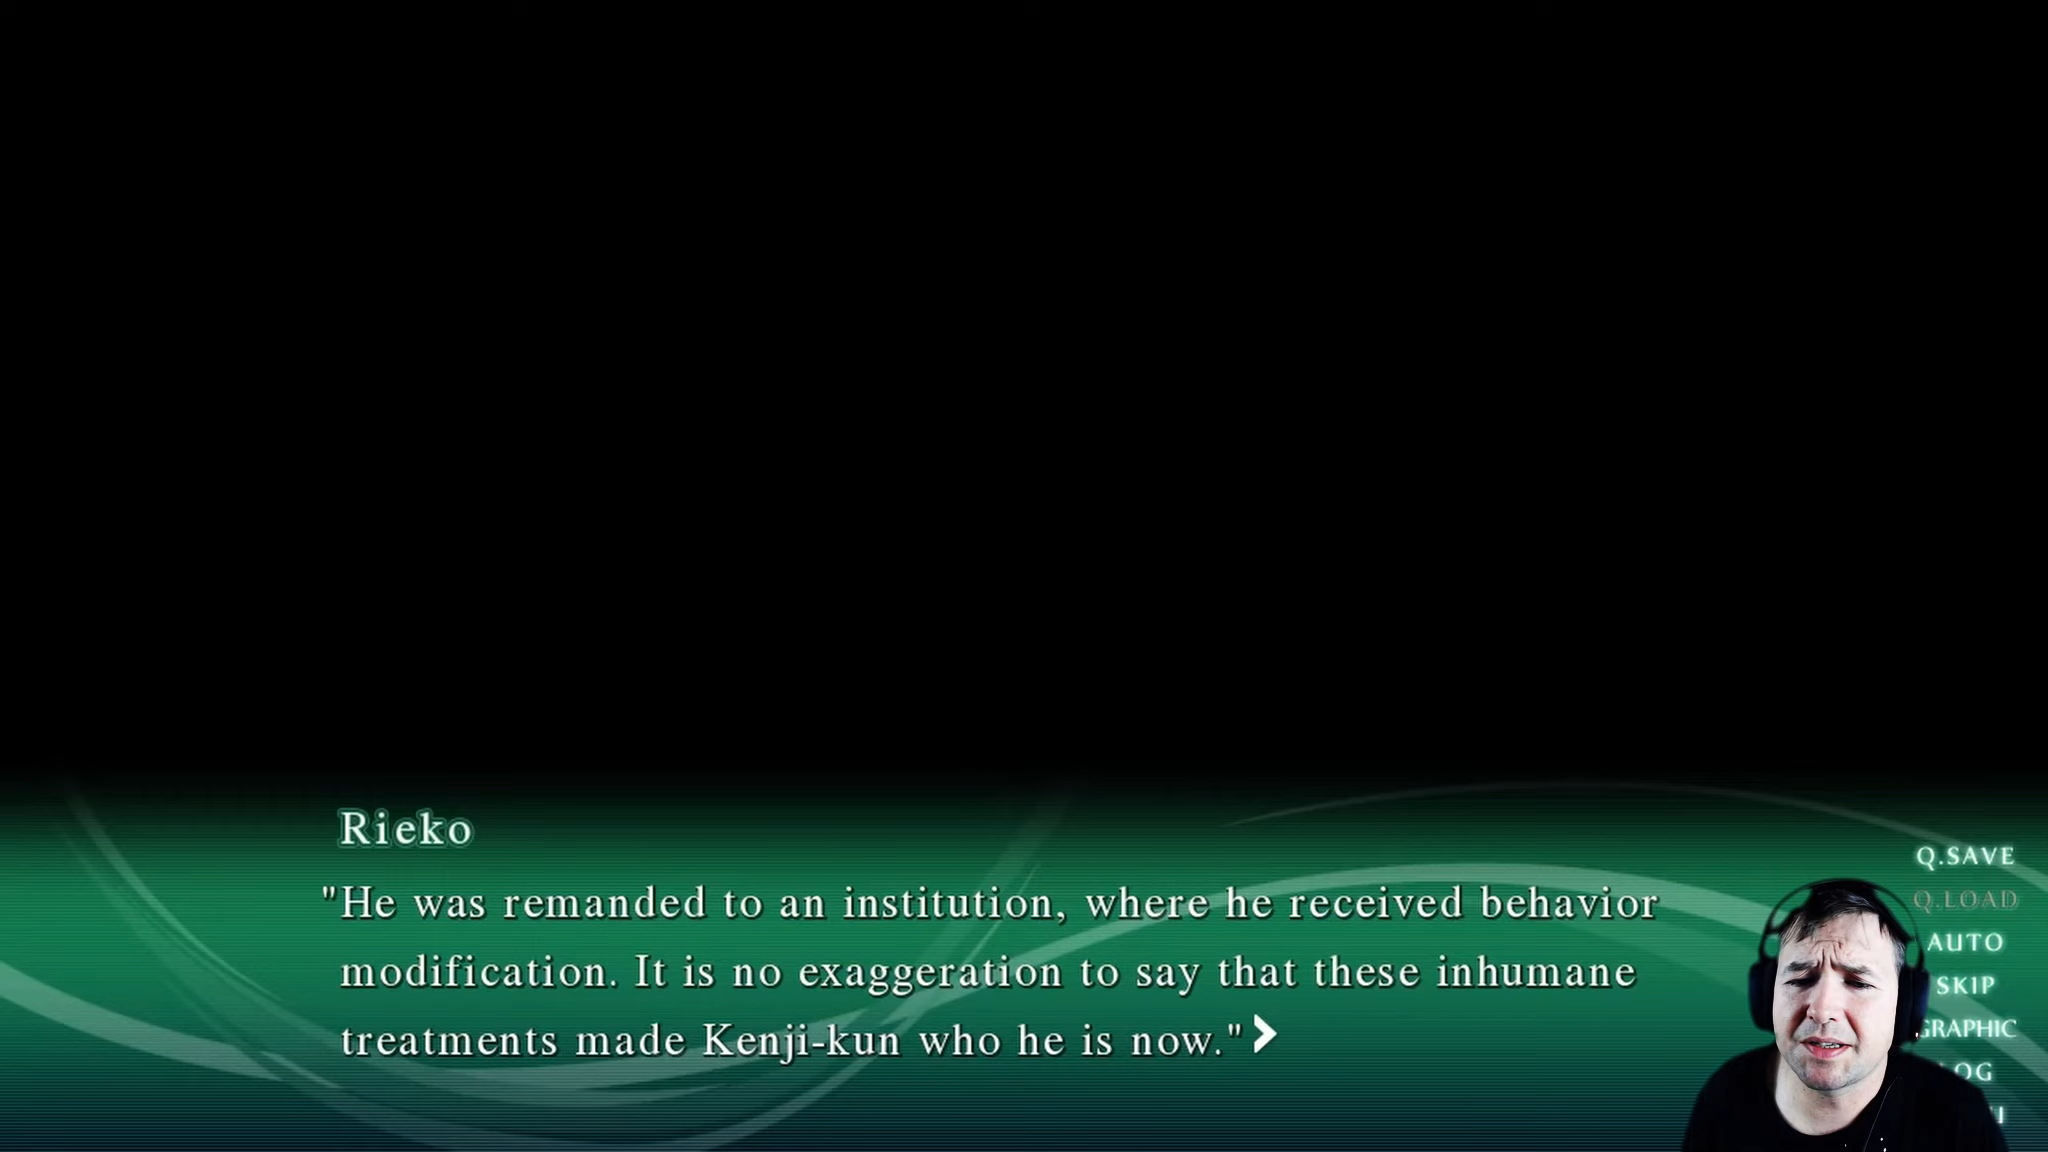 Rieko
"He was remanded to an institution, where he received behavior
modification. It is no exaggeration to say that these inhumane
treatments made Kenji-kun who he is now."
Q.SAVE
Q.LOAD
AUTO
SKIP
GRAPHIC